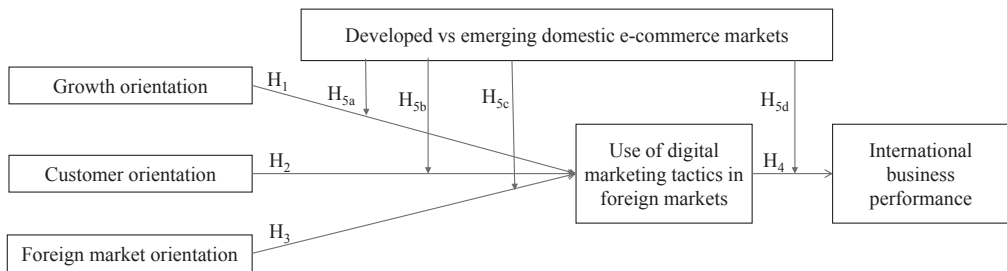 Developed vs emerging domestic e-commerce markets
Growth orientation
H1
H5a
H5b
H5c
H5d
Customer orientation
H2
Use of digital
marketing tactics in
foreign markets
H4
International
business
performance
Foreign market orientation
H3